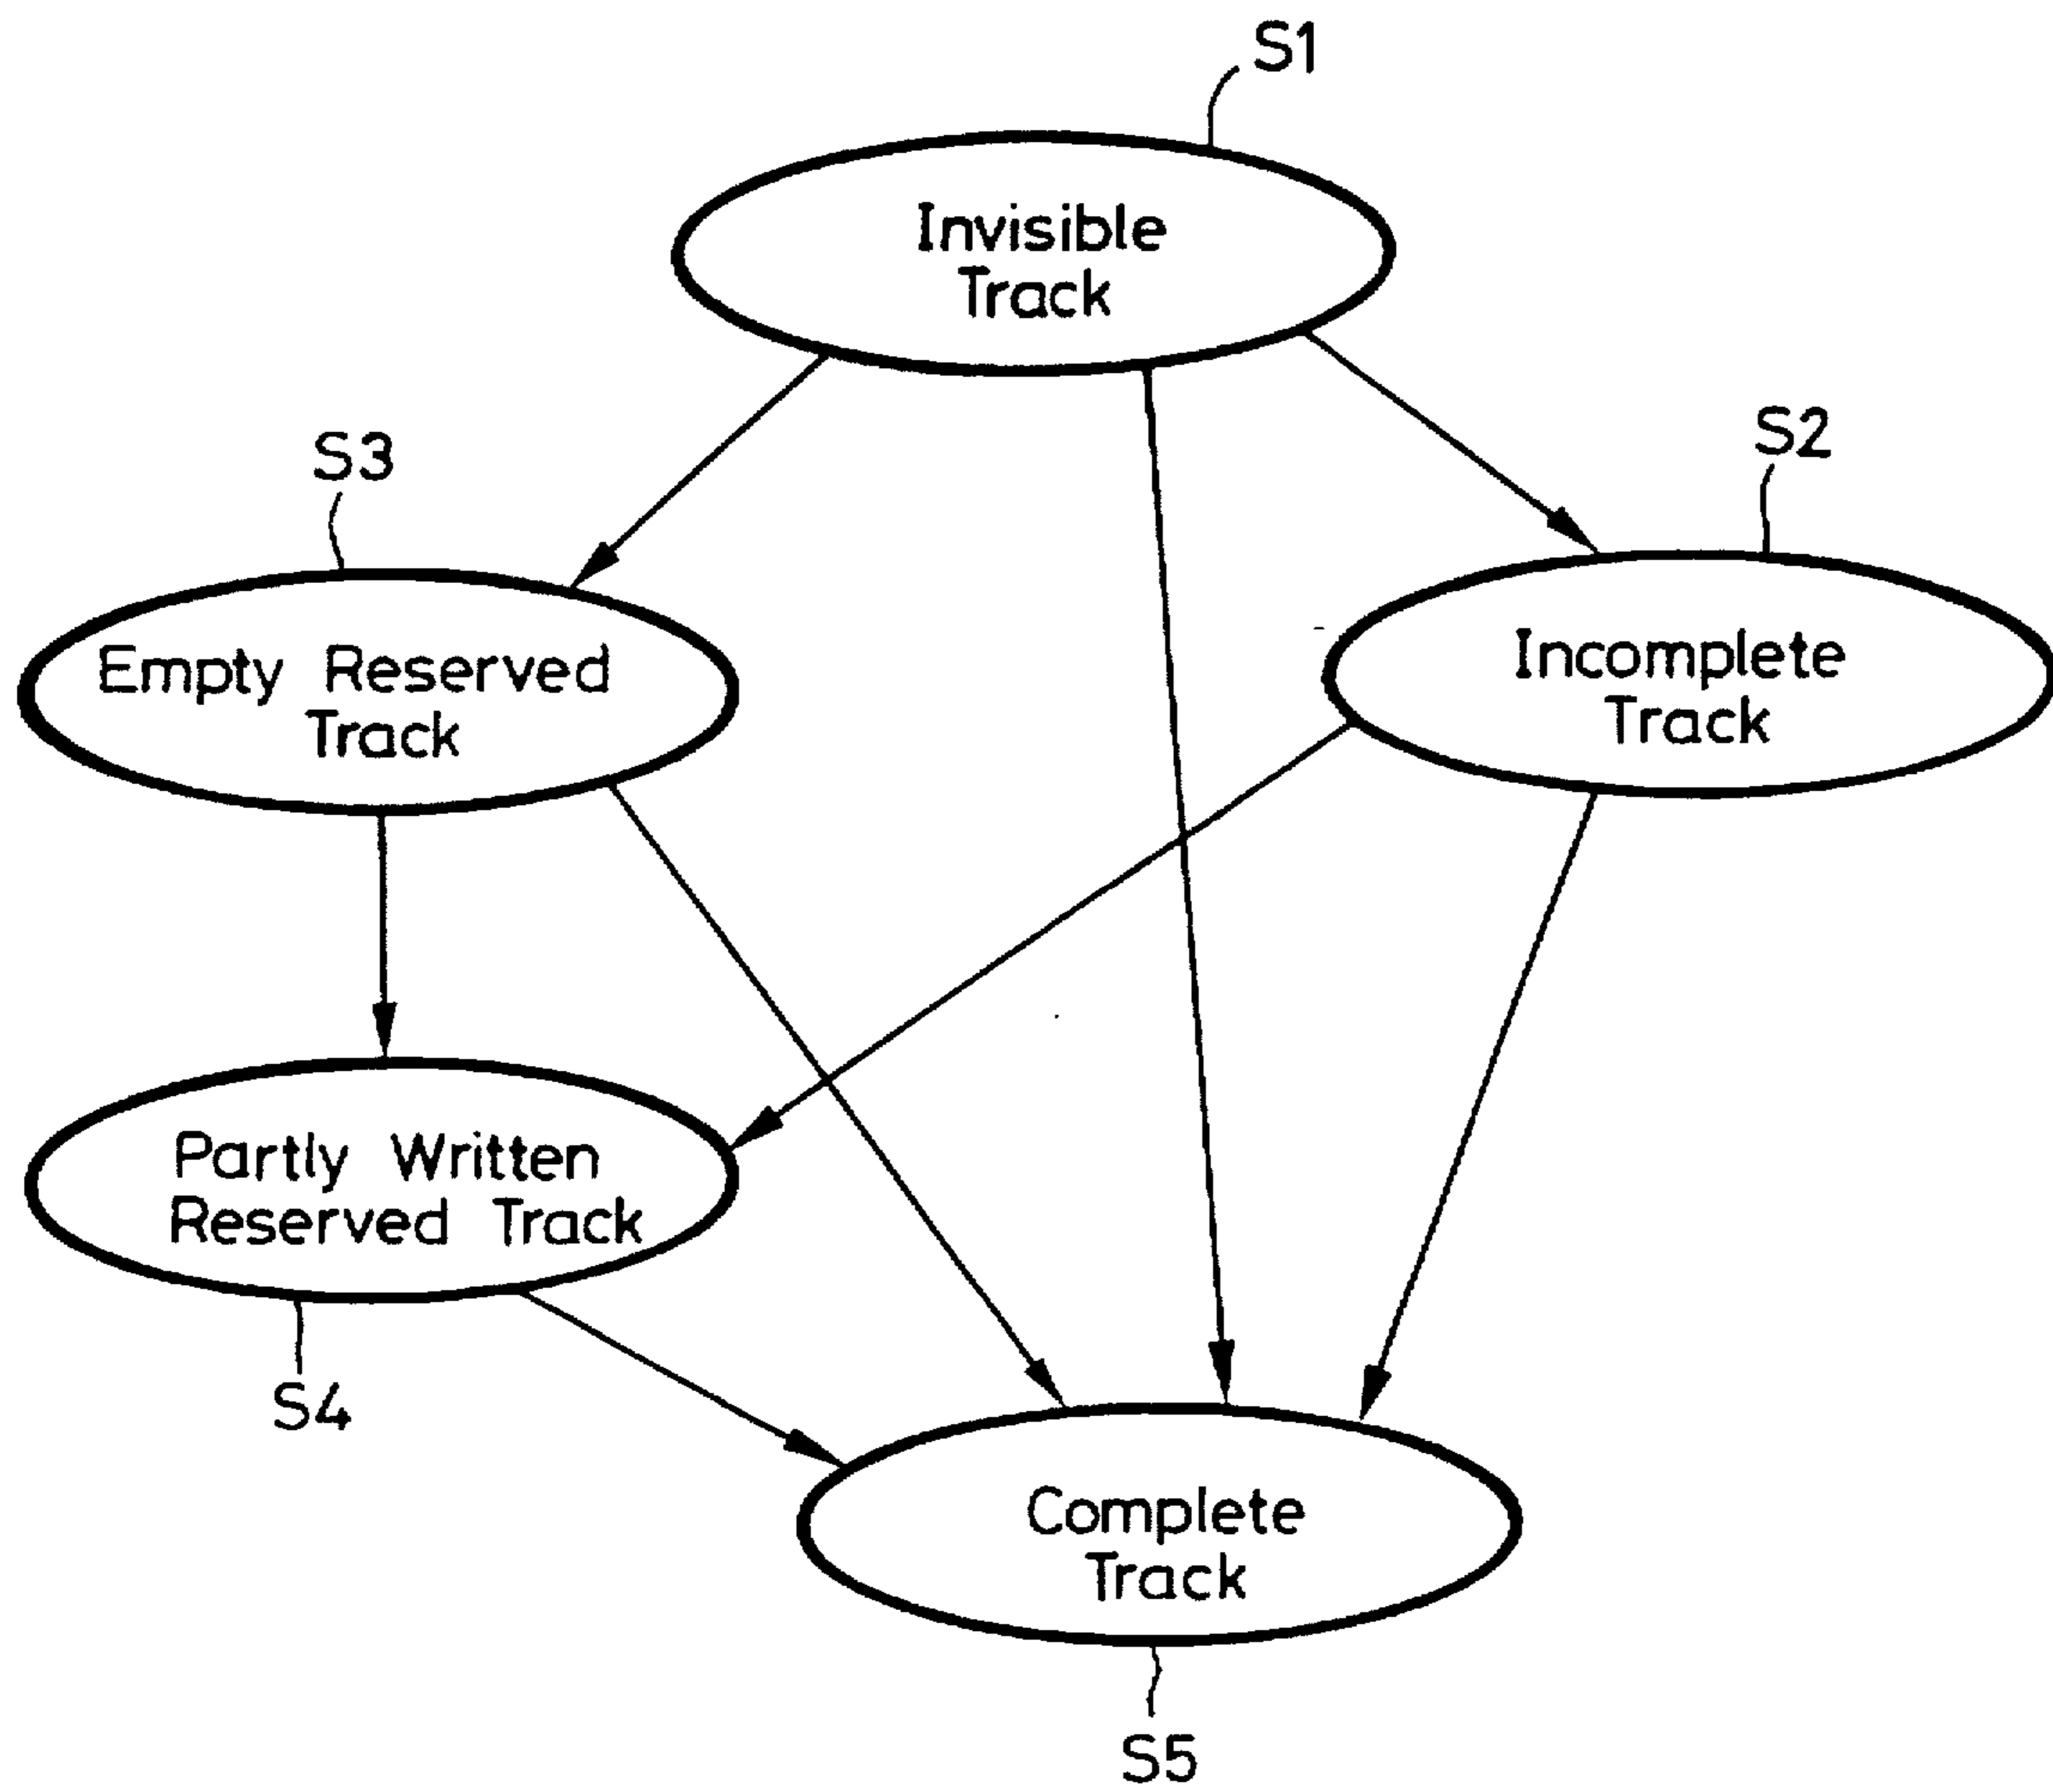 S1
Invisible
Track
S3
S2
Empty Reserved
Track
Incomplete
Track
Partly Written
Reserved Track
S4
Complete
Track
S5